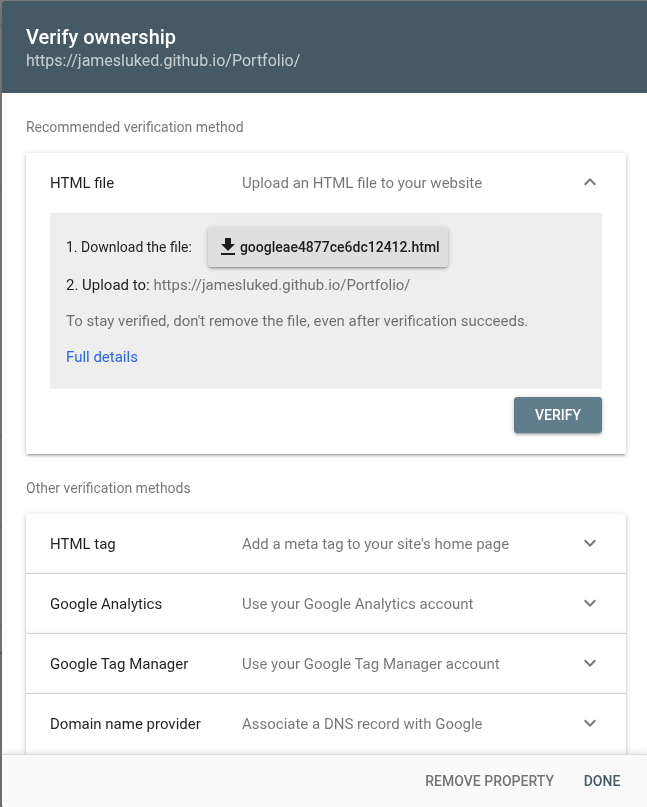 Verify ownership
https://jamesluked.github.io/Portfolio/
Recommended verification method
HTML file Upload an HTML file to your website
1. Download the file: googleae4877ce6dc12412.html
2. Upload to: https://jamesluked.github.io/Portfolio/
To stay verified, don't remove the file, even after verification succeeds.
Full details
VERIFY
Other verification methods
HTML tag Add a meta tag to your site's home page
Google Analytics Use your Google Analytics account
Google Tag Manager Use your Google Tag Manager account
Domain name provider Associate a DNS record with Google
REMOVE PROPERTY DONE